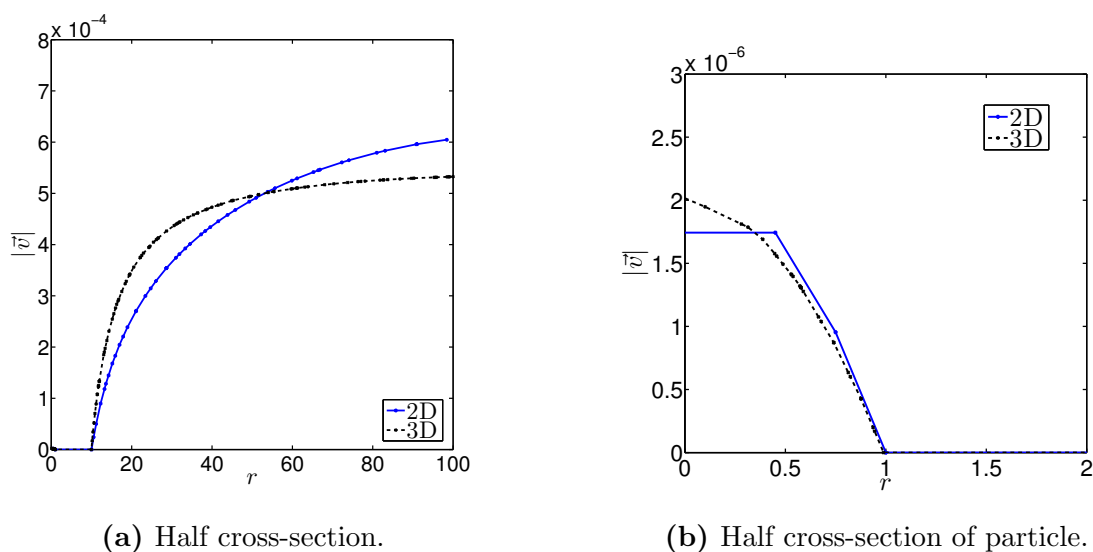 8 x 10⁻⁴
7
6
5
4
3
2
1
0
0 20 40 60 80 100
|v⃗|
r
2D
3D
(a) Half cross-section.
3 x 10⁻⁶
2.5
2
1.5
1
0.5
0
0 0.5 1 1.5 2
|v⃗|
r
2D
3D
(b) Half cross-section of particle.